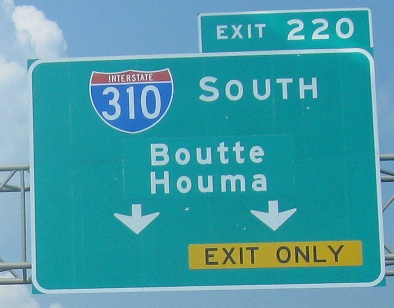 EXIT 220
INTERSTATE
310 SOUTH
Boutte
Houma
EXIT ONLY